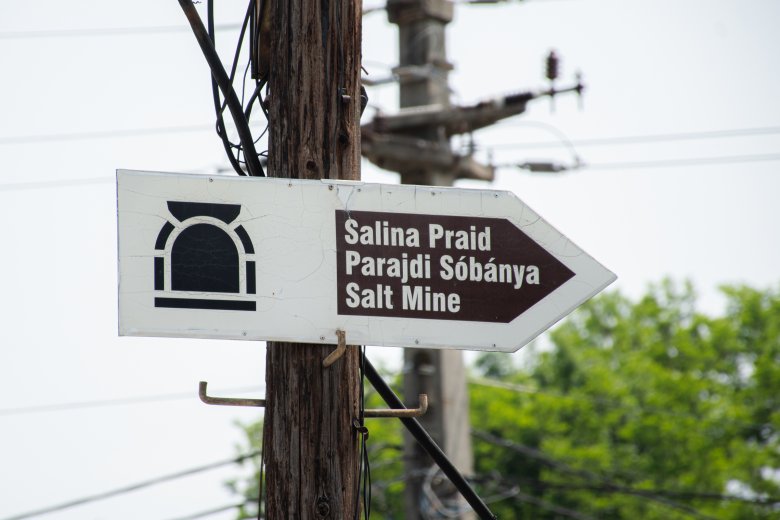 Salina Praid
Parajdi Sóbánya
Salt Mine